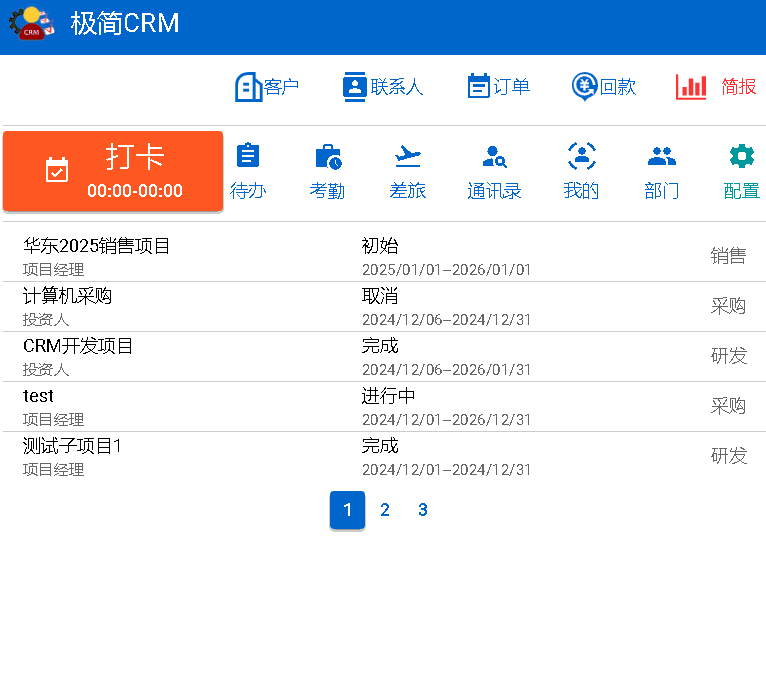 CRM
极简CRM
客户 联系人 订单 回款 简报
打卡
00:00-00:00
待办 考勤 差旅 通讯录 我的 部门 配置
华东2025销售项目 初始 销售
项目经理 2025/01/01--2026/01/01
计算机采购 取消 采购
投资人 2024/12/06--2024/12/31
CRM开发项目 完成 研发
投资人 2024/12/06--2026/01/31
test 进行中 采购
项目经理 2024/12/01--2026/12/31
测试子项目1 完成 研发
项目经理 2024/12/01--2024/12/31
1 2 3